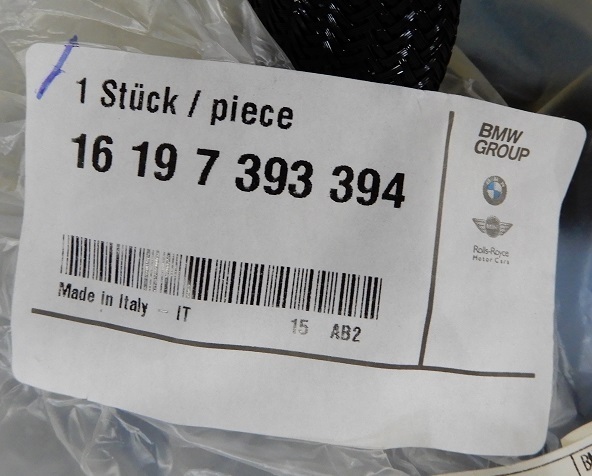 1 Stück / piece
16 19 7 393 394
Made in Italy - IT
15 AB2
BMW
GROUP
Rolls-Royce
Motor Cars